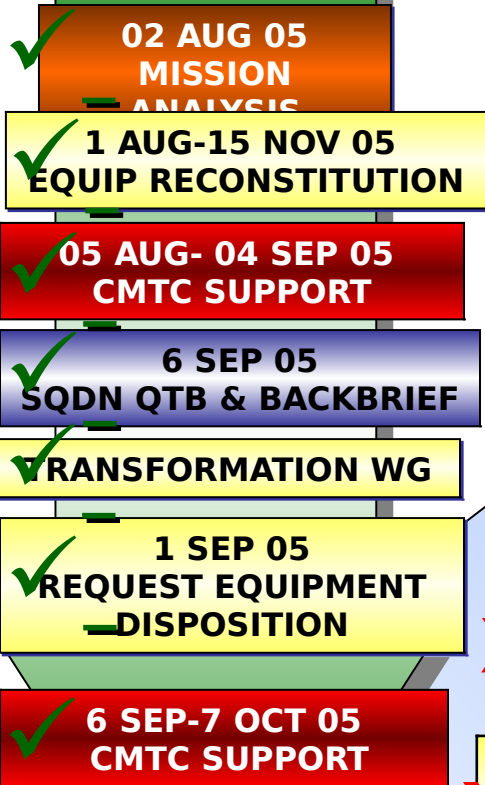 02 AUG 05
MISSION
ANALYSIS
1 AUG-15 NOV 05
EQUIP RECONSTITUTION
05 AUG- 04 SEP 05
CMTC SUPPORT
6 SEP 05
SQDN QTB & BACKBRIEF
TRANSFORMATION WG
1 SEP 05
REQUEST EQUIPMENT
DISPOSITION
6 SEP-7 OCT 05
CMTC SUPPORT